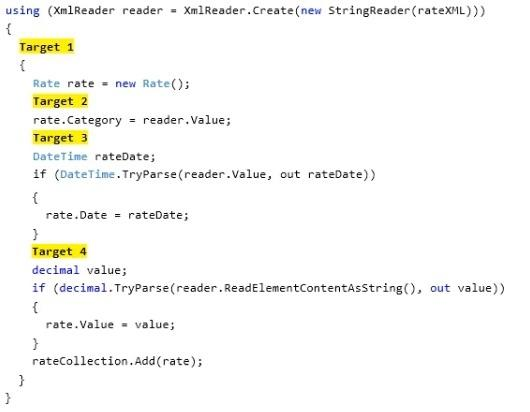 using (XmlReader reader = XmlReader.Create(new StringReader(rateXML)))
{
Target 1
{
Rate rate = new Rate();
Target 2
rate.Category = reader.Value;
Target 3
DateTime rateDate;
if (DateTime.TryParse(reader.Value, out rateDate))
{
rate.Date = rateDate;
}
Target 4
decimal value;
if (decimal.TryParse(reader.ReadElementContentAsString(), out value))
{
rate.Value = value;
}
rateCollection.Add(rate);
}
}